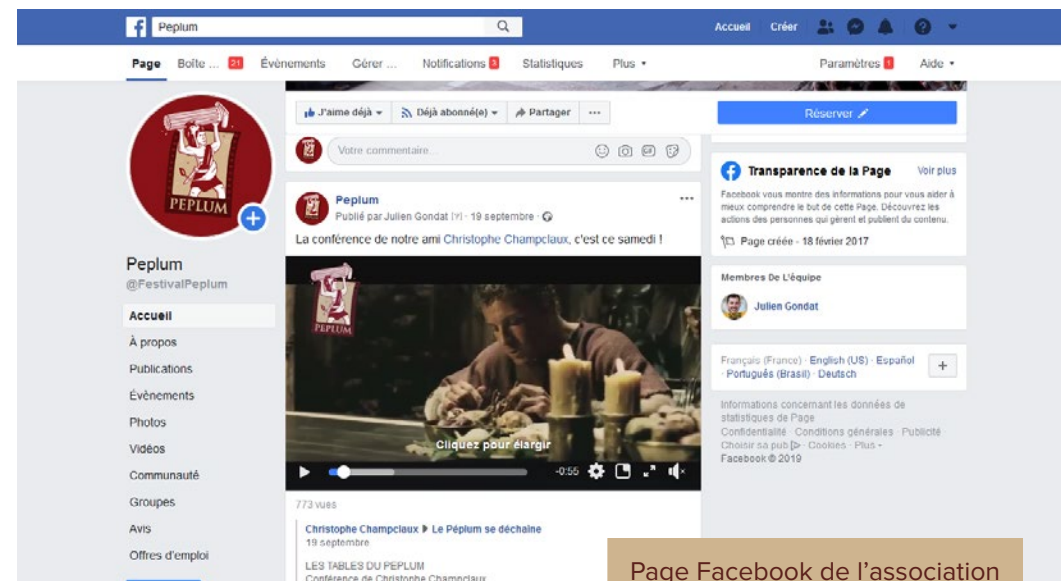 Peplum
Accueil Créer
Page Boîte ... 21 Évènements Gérer ... Notifications 3 Statistiques Plus Paramètres 1 Aide
J'aime déjà Déjà abonné(e) Partager ...
Réserver
PEPLUM
Peplum
@FestivalPeplum
Accueil
À propos
Publications
Évènements
Photos
Vidéos
Communauté
Groupes
Avis
Offres d'emploi
Votre commentaire...
GIF
Peplum
Publié par Julien Gondat [?] · 19 septembre ·
La conférence de notre ami Christophe Champclaux, c'est ce samedi !
PEPLUM
Cliquez pour élargir
-0:55
773 vues
Christophe Champclaux Le Péplum se déchaîne
19 septembre
LES TABLES DU PEPLUM
Conférence de Christophe Champclaux
Transparence de la Page Voir plus
Facebook vous montre des informations pour vous aider à
mieux comprendre le but de cette Page. Découvrez les
actions des personnes qui gèrent et publient du contenu.
Page créée - 18 février 2017
Membres De L'équipe
Julien Gondat
Français (France) · English (US) · Español
· Português (Brasil) · Deutsch
Informations concernant les données de
statistiques de Page
Confidentialité · Conditions générales · Publicité ·
Choisir sa pub · Cookies · Plus
Facebook © 2019
Page Facebook de l'association